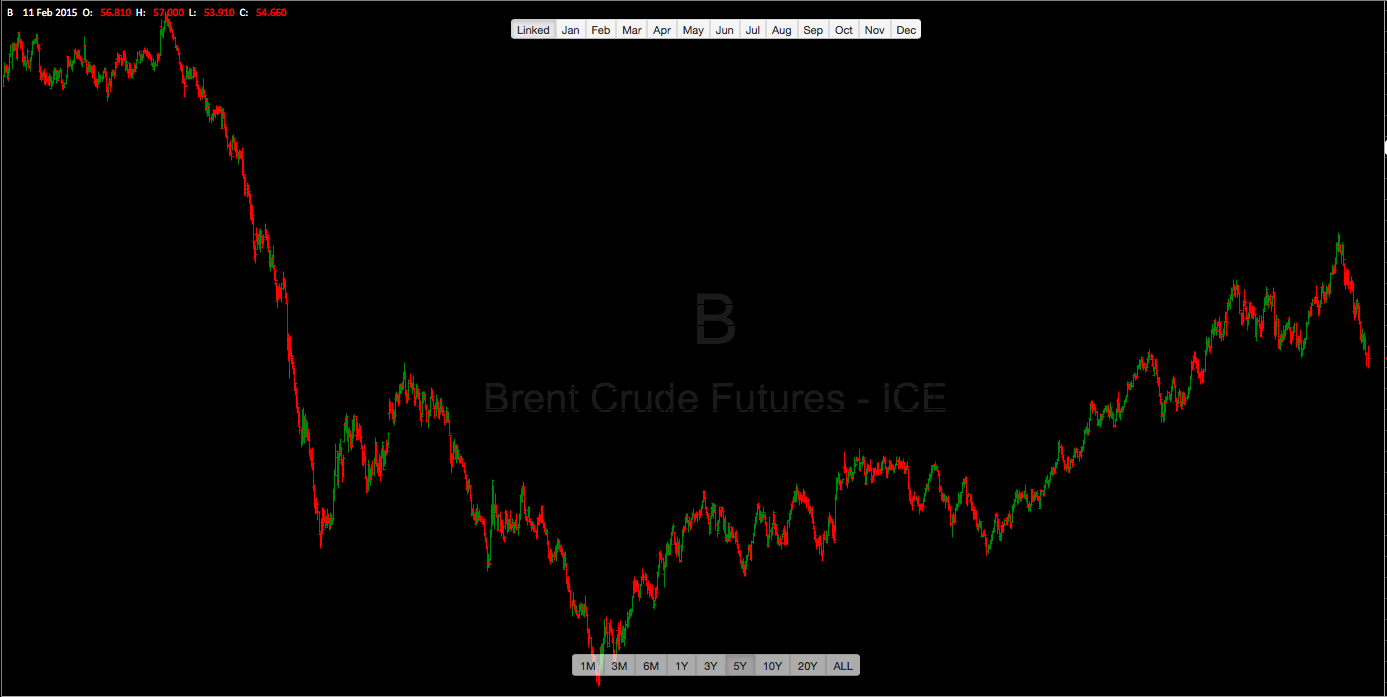 B 11 Feb 2015 O: 56.810 H: 57.000 L: 53.910 C: 54.660
Linked Jan Feb Mar Apr May Jun Jul Aug Sep Oct Nov Dec
B
Brent Crude Futures - ICE
1M 3M 6M 1Y 3Y 5Y 10Y 20Y ALL